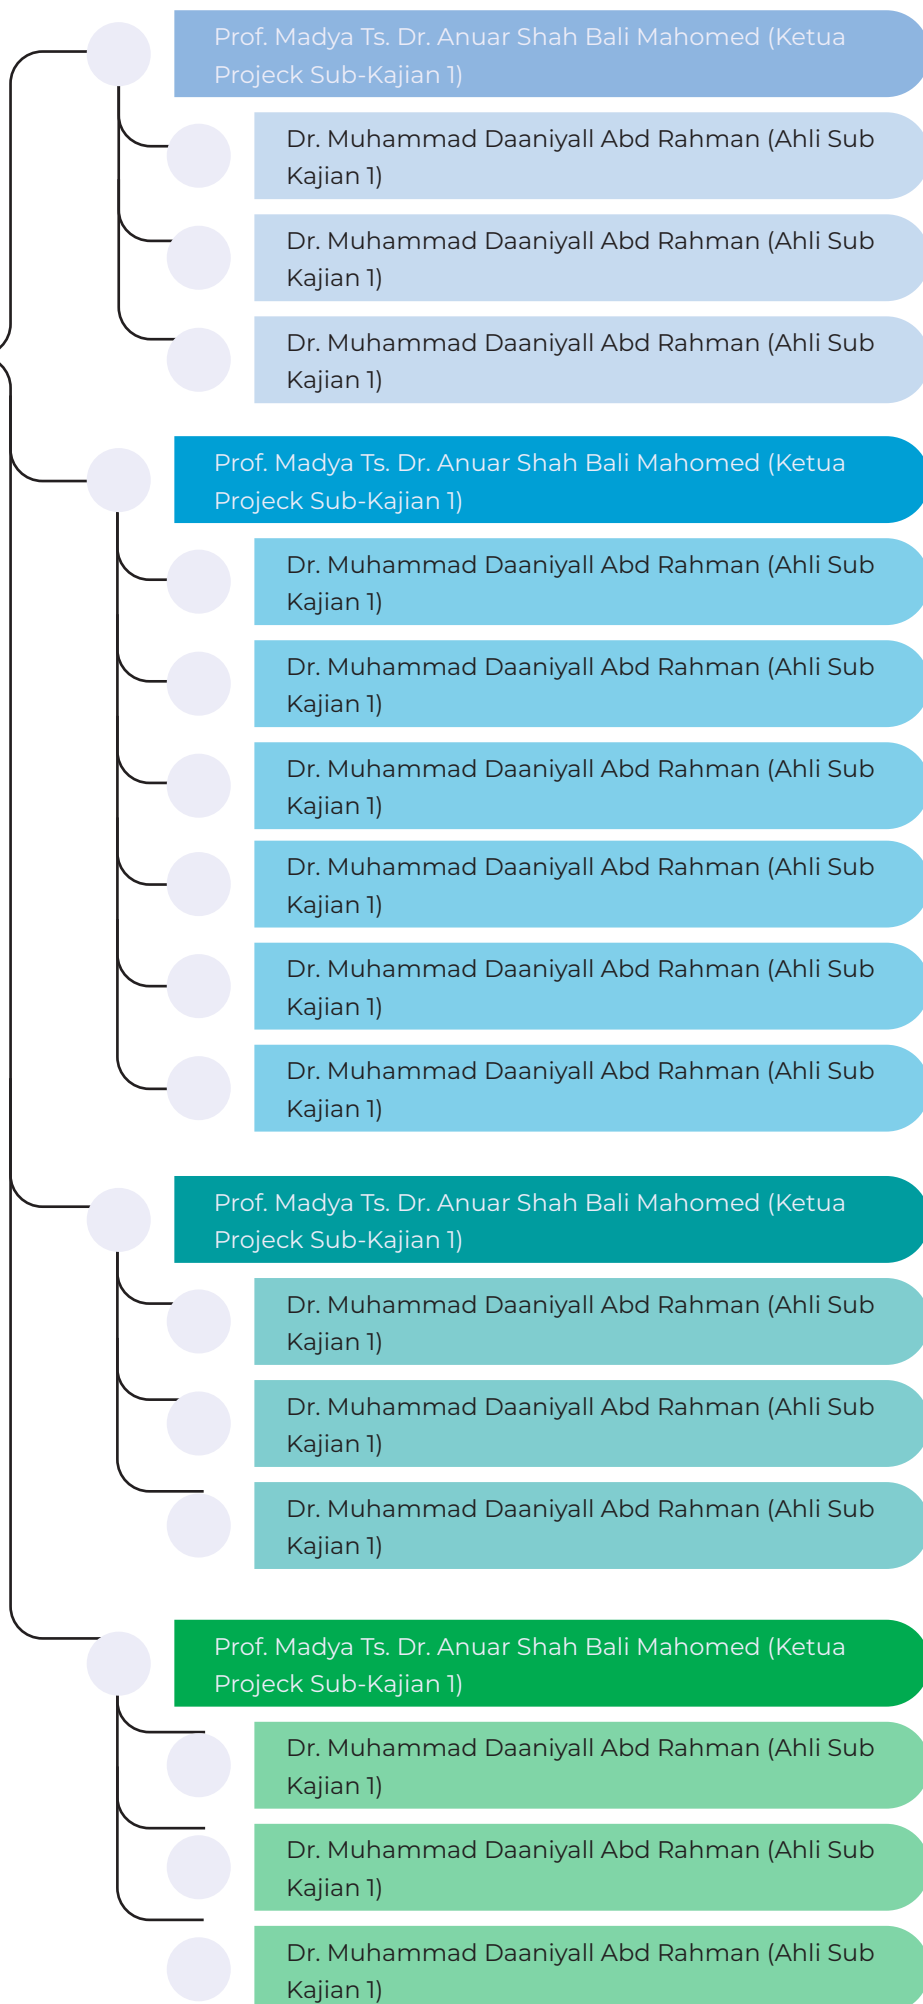 Prof. Madya Ts. Dr. Anuar Shah Bali Mahomed (Ketua
Projeck Sub-Kajian 1)
Dr. Muhammad Daaniyall Abd Rahman (Ahli Sub
Kajian 1)
Dr. Muhammad Daaniyall Abd Rahman (Ahli Sub
Kajian 1)
Dr. Muhammad Daaniyall Abd Rahman (Ahli Sub
Kajian 1)
Prof. Madya Ts. Dr. Anuar Shah Bali Mahomed (Ketua
Projeck Sub-Kajian 1)
Dr. Muhammad Daaniyall Abd Rahman (Ahli Sub
Kajian 1)
Dr. Muhammad Daaniyall Abd Rahman (Ahli Sub
Kajian 1)
Dr. Muhammad Daaniyall Abd Rahman (Ahli Sub
Kajian 1)
Dr. Muhammad Daaniyall Abd Rahman (Ahli Sub
Kajian 1)
Dr. Muhammad Daaniyall Abd Rahman (Ahli Sub
Kajian 1)
Dr. Muhammad Daaniyall Abd Rahman (Ahli Sub
Kajian 1)
Prof. Madya Ts. Dr. Anuar Shah Bali Mahomed (Ketua
Projeck Sub-Kajian 1)
Dr. Muhammad Daaniyall Abd Rahman (Ahli Sub
Kajian 1)
Dr. Muhammad Daaniyall Abd Rahman (Ahli Sub
Kajian 1)
Dr. Muhammad Daaniyall Abd Rahman (Ahli Sub
Kajian 1)
Prof. Madya Ts. Dr. Anuar Shah Bali Mahomed (Ketua
Projeck Sub-Kajian 1)
Dr. Muhammad Daaniyall Abd Rahman (Ahli Sub
Kajian 1)
Dr. Muhammad Daaniyall Abd Rahman (Ahli Sub
Kajian 1)
Dr. Muhammad Daaniyall Abd Rahman (Ahli Sub
Kajian 1)